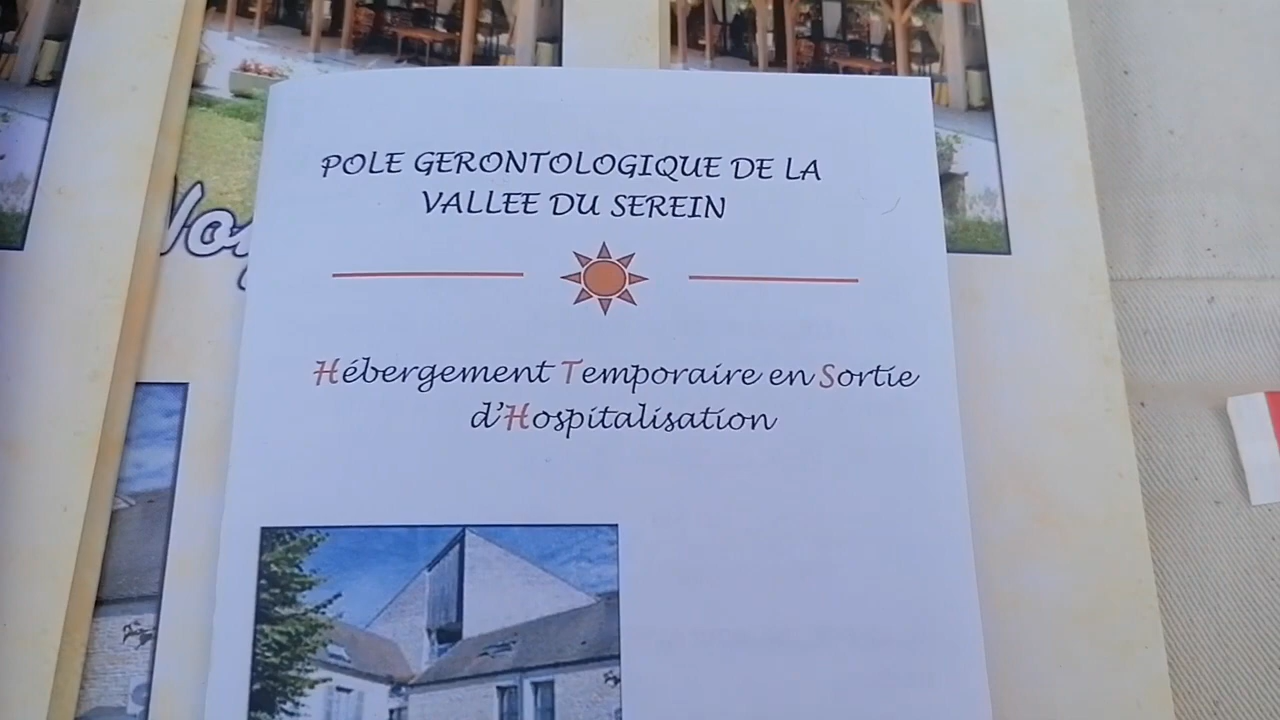 POLE GERONTOLOGIQUE DE LA
VALLEE DU SEREIN
Hébergement Temporaire en Sortie
d'Hospitalisation